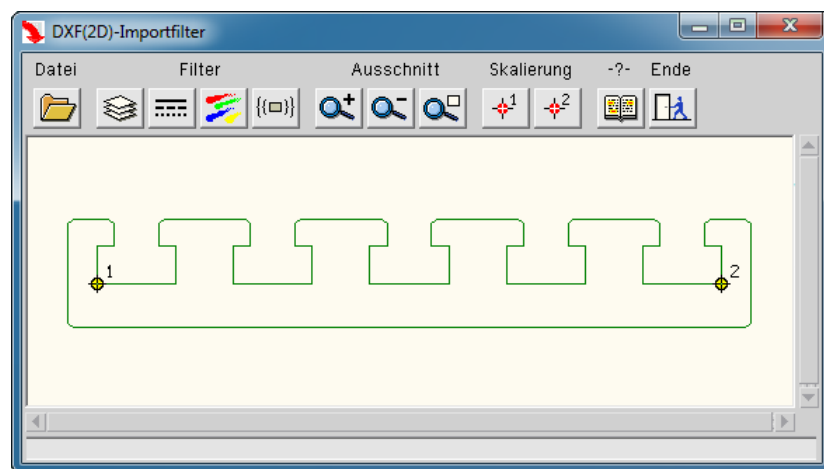 DXF(2D)-Importfilter
Datei Filter Ausschnitt Skalierung -?- Ende
{{ }} 1 2
1 2